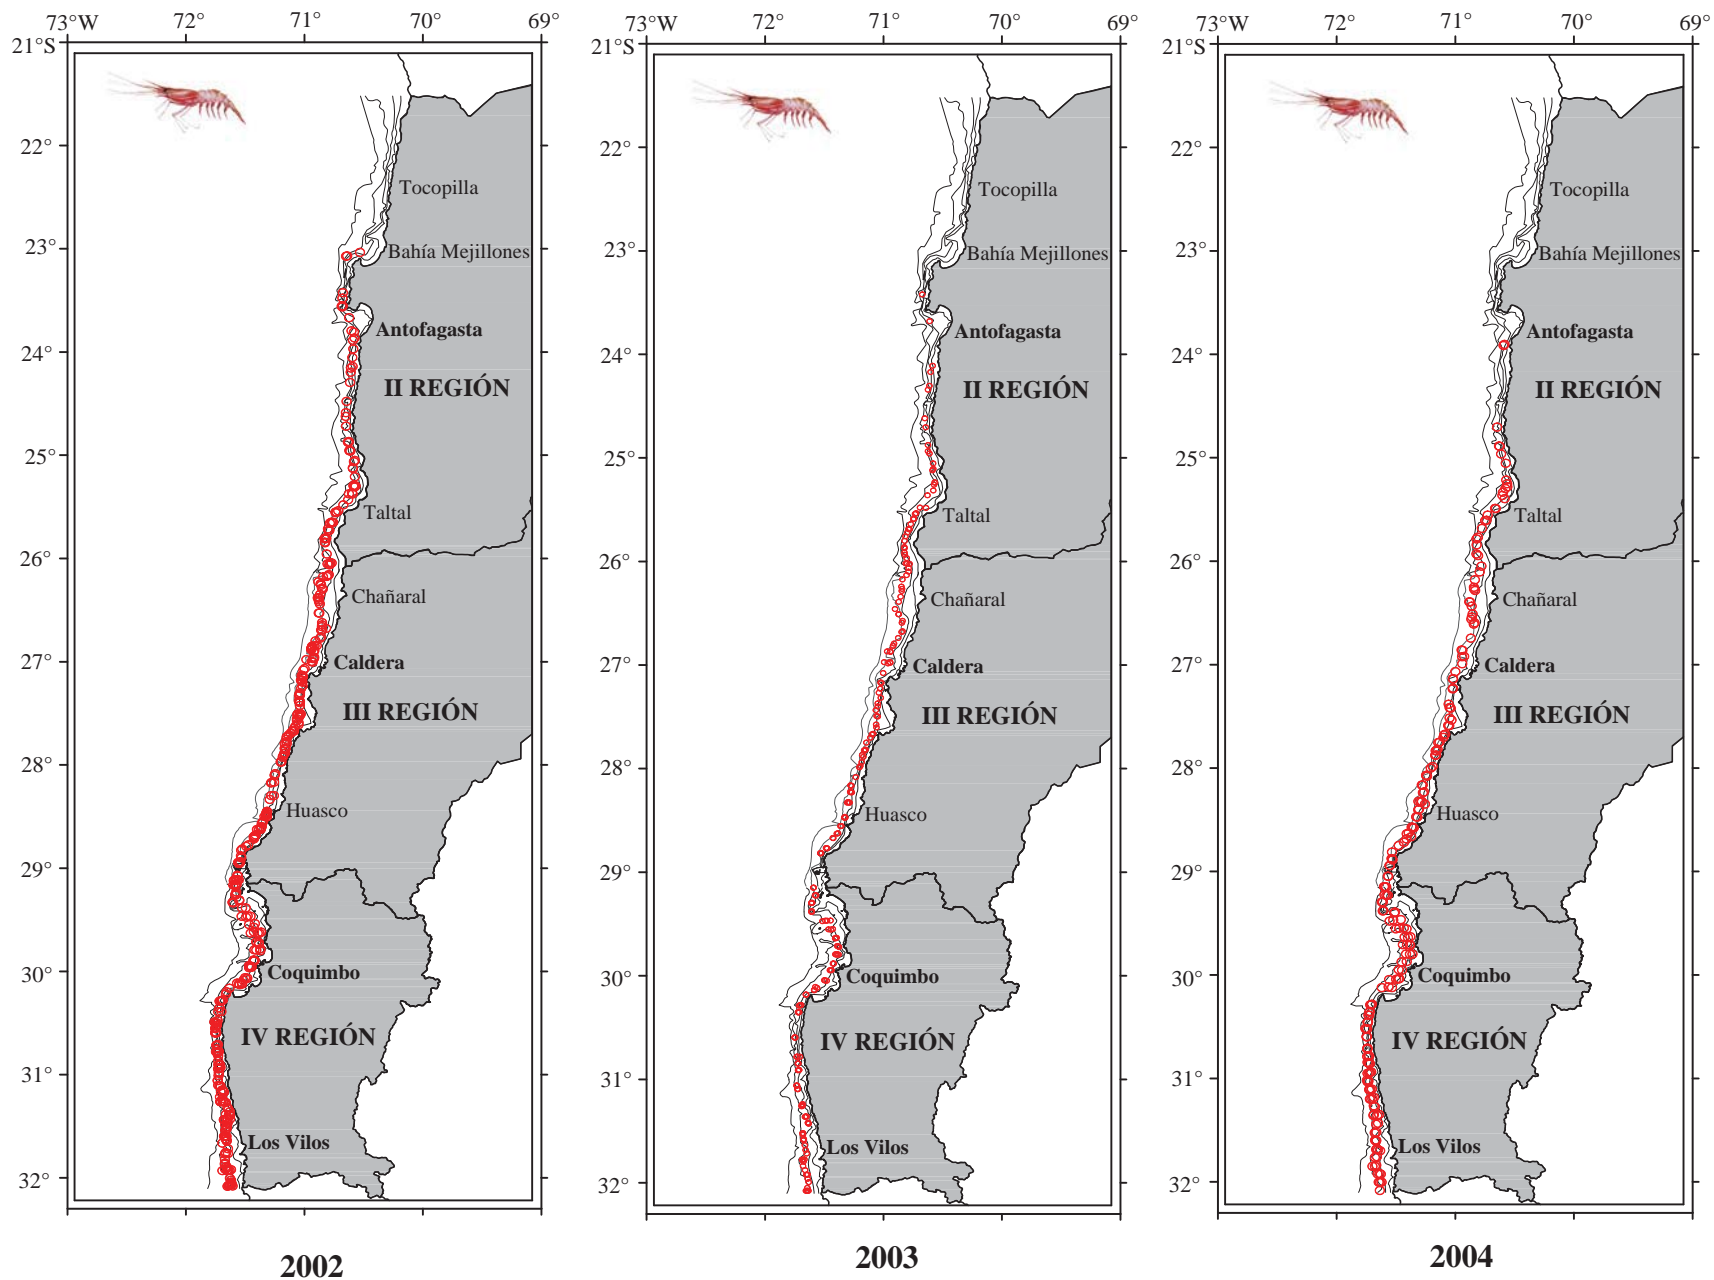 73°W 72° 71° 70° 69°
21°S
22°
23°
24°
25°
26°
27°
28°
29°
30°
31°
32°
Tocopilla
Bahía Mejillones
Antofagasta
II REGIÓN
Taltal
Chañaral
Caldera
III REGIÓN
Huasco
Coquimbo
IV REGIÓN
Los Vilos
2002
73°W 72° 71° 70° 69°
21°S
22°
23°
24°
25°
26°
27°
28°
29°
30°
31°
32°
Tocopilla
Bahía Mejillones
Antofagasta
II REGIÓN
Taltal
Chañaral
Caldera
III REGIÓN
Huasco
Coquimbo
IV REGIÓN
Los Vilos
2003
73°W 72° 71° 70° 69°
21°S
22°
23°
24°
25°
26°
27°
28°
29°
30°
31°
32°
Tocopilla
Bahía Mejillones
Antofagasta
II REGIÓN
Taltal
Chañaral
Caldera
III REGIÓN
Huasco
Coquimbo
IV REGIÓN
Los Vilos
2004